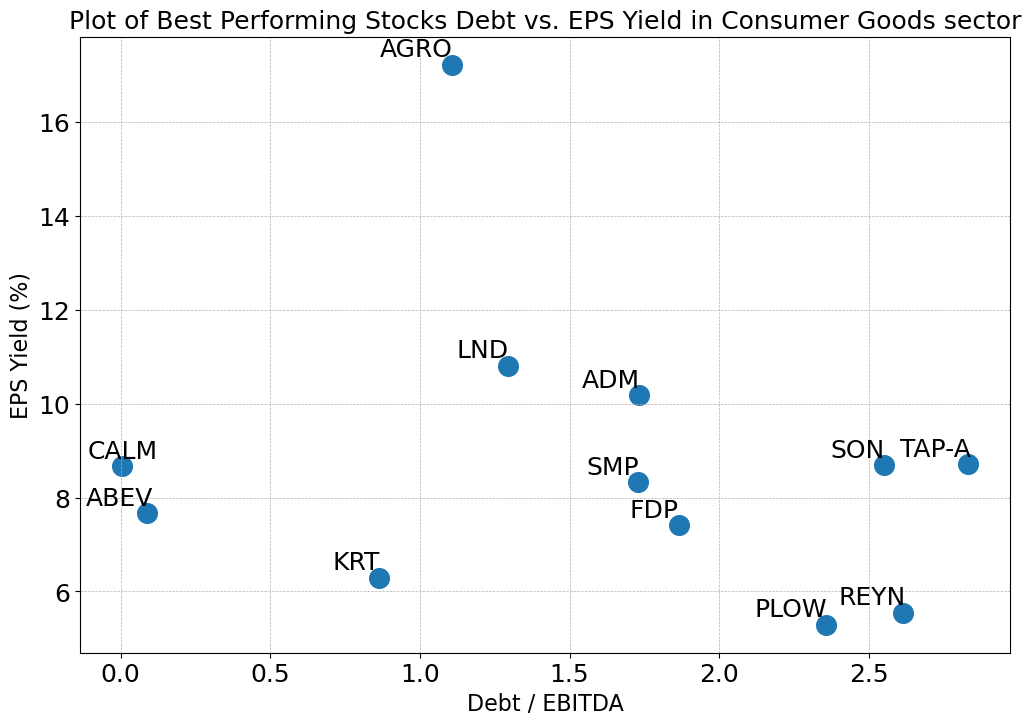 Plot of Best Performing Stocks Debt vs. EPS Yield in Consumer Goods sector
AGRO
16
14
12
EPS Yield (%)
LND
ADM
10
CALM
SON
TAP-A
SMP
ABEV
8
FDP
KRT
6
REYN
PLOW
0.0 0.5 1.0 1.5 2.0 2.5
Debt / EBITDA